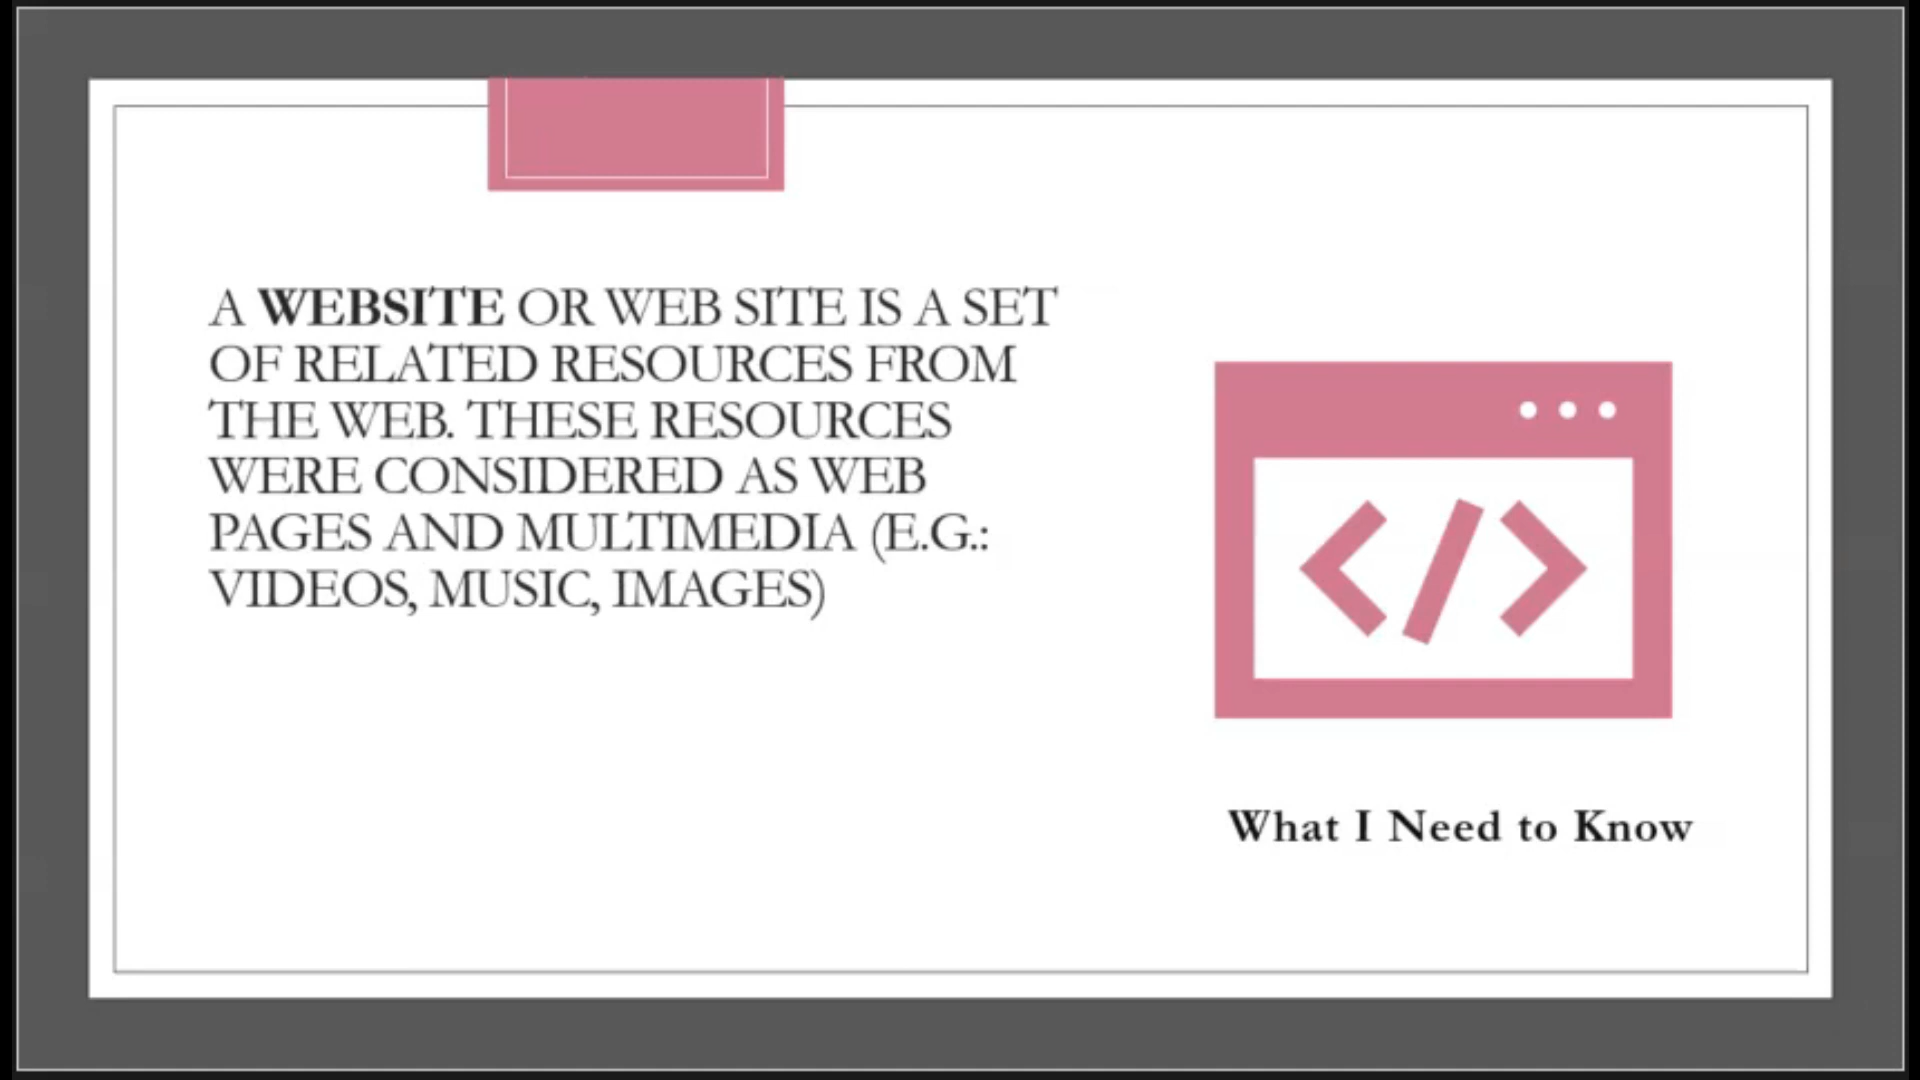 A WEBSITE OR WEB SITE IS A SET
OF RELATED RESOURCES FROM
THE WEB. THESE RESOURCES
WERE CONSIDERED AS WEB
PAGES AND MULTIMEDIA (E.G.:
VIDEOS, MUSIC, IMAGES)
</>
What I Need to Know